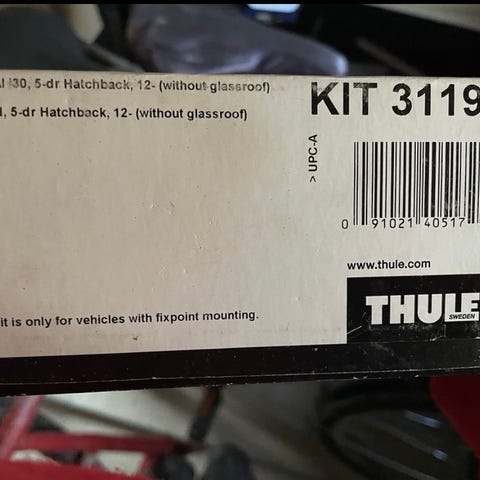 I i30, 5-dr Hatchback, 12- (without glassroof)
, 5-dr Hatchback, 12- (without glassroof)
KIT 3119
> UPC-A
0 91021 40517
www.thule.com
THULE
SWEDEN
it is only for vehicles with fixpoint mounting.